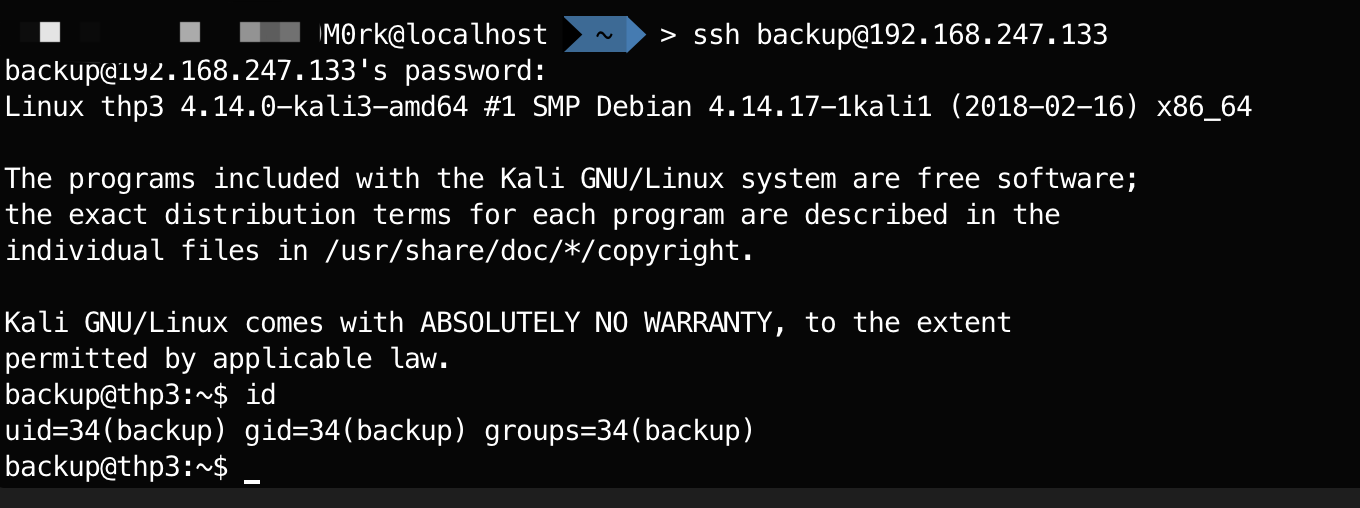 M0rk@localhost ~ > ssh backup@192.168.247.133
backup@192.168.247.133's password:
Linux thp3 4.14.0-kali3-amd64 #1 SMP Debian 4.14.17-1kali1 (2018-02-16) x86_64

The programs included with the Kali GNU/Linux system are free software;
the exact distribution terms for each program are described in the
individual files in /usr/share/doc/*/copyright.

Kali GNU/Linux comes with ABSOLUTELY NO WARRANTY, to the extent
permitted by applicable law.
backup@thp3:~$ id
uid=34(backup) gid=34(backup) groups=34(backup)
backup@thp3:~$